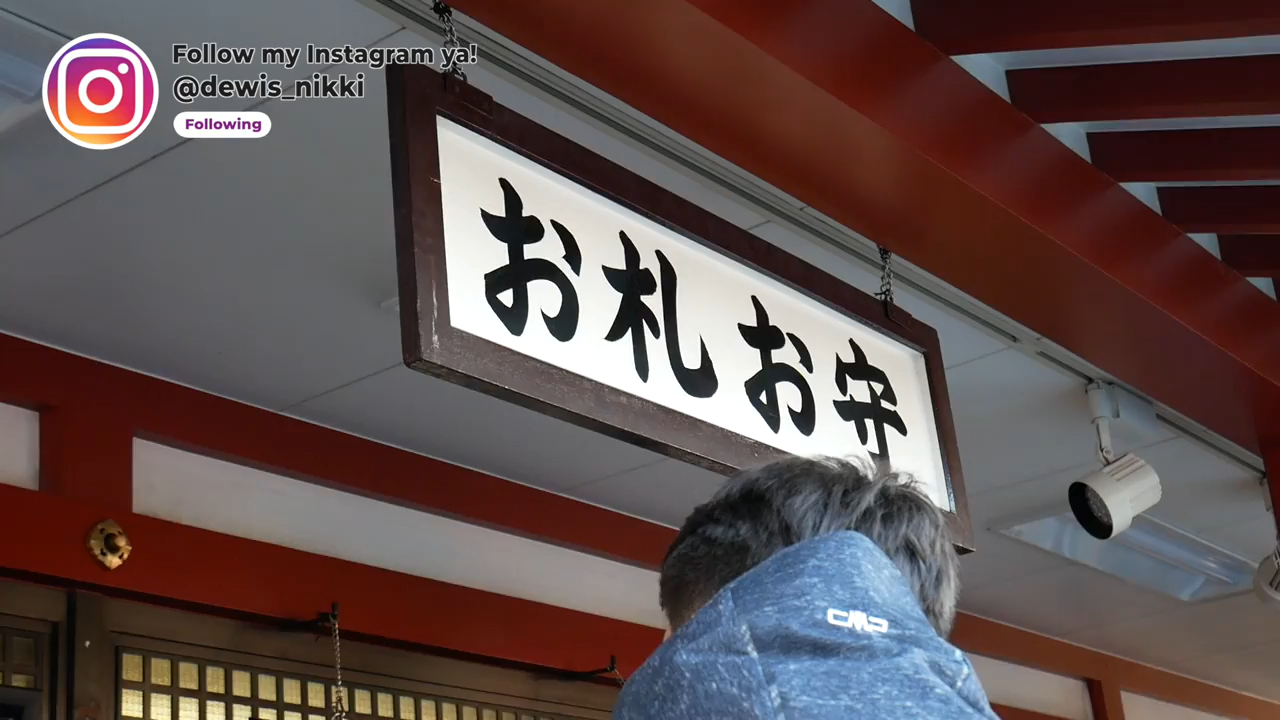 Follow my Instagram ya!
@dewis_nikki
Following
お札 お守
CMP